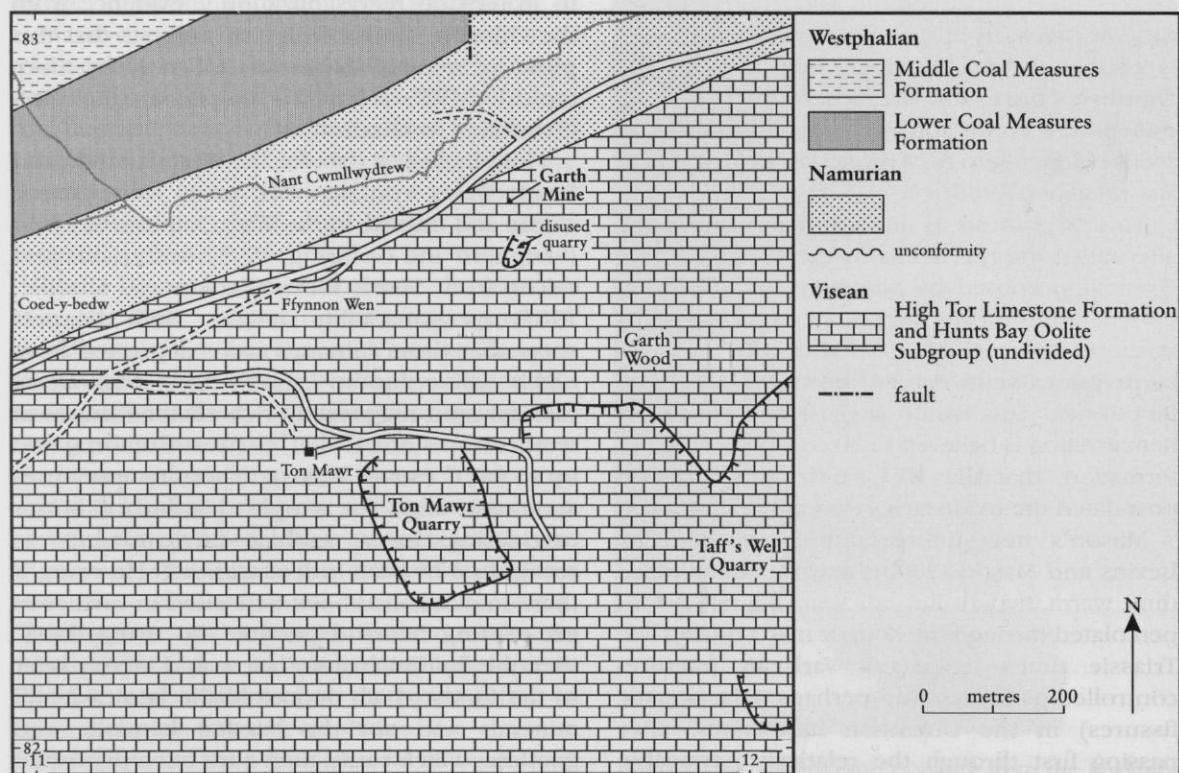 83
Nant Cwmllwydrew
Garth
Mine
disused
quarry
Coed-y-bedw
Ffynnon Wen
Garth
Wood
Ton Mawr
Ton Mawr
Quarry
Taff's Well
Quarry
82
11
12
Westphalian
Middle Coal Measures
Formation
Lower Coal Measures
Formation
Namurian
unconformity
Visean
High Tor Limestone Formation
and Hunts Bay Oolite
Subgroup (undivided)
fault
N
metres 200